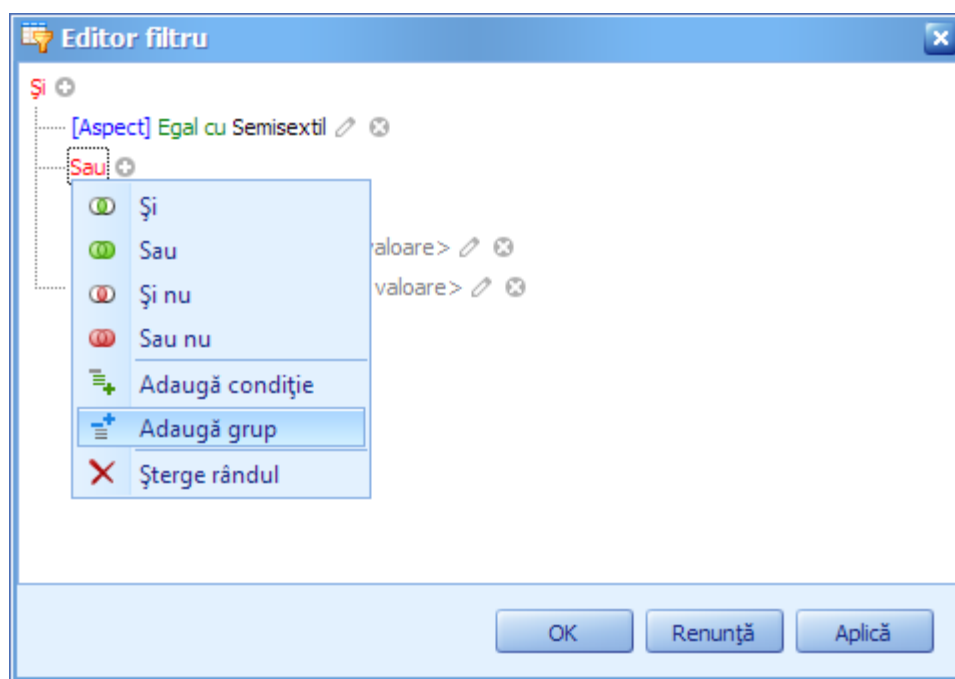 Editor filtru
Şi
[Aspect] Egal cu Semisextil
Sau
Şi
Sau
valoare>
Şi nu
valoare>
Sau nu
Adaugă condiţie
Adaugă grup
Şterge rândul
OK Renunţă Aplică